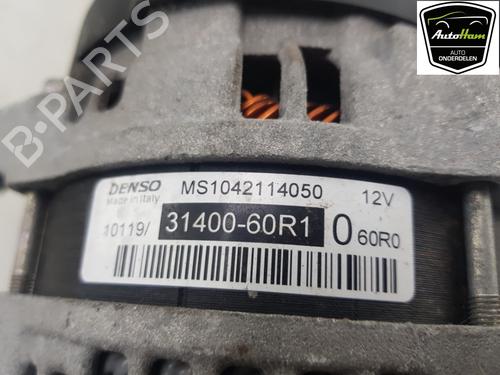 AutoHam
AUTO
ONDERDELEN
B-PARTS
DENSO MS1042114050 12V
Made in Italy
10119/ 31400-60R1 0 60R0